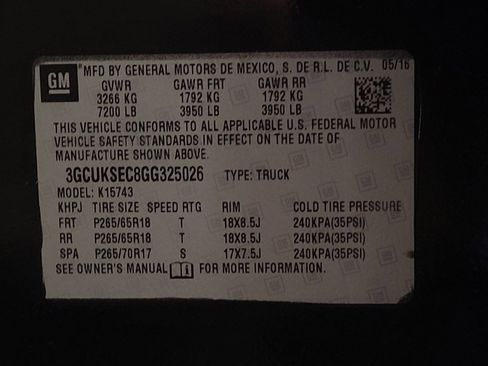 GM
*MFD BY GENERAL MOTORS DE MEXICO, S. DE R.L. DE C.V. 05/16
GVWR GAWR FRT GAWR RR
3266 KG 1792 KG 1792 KG
7200 LB 3950 LB 3950 LB
THIS VEHICLE CONFORMS TO ALL APPLICABLE U.S. FEDERAL MOTOR
VEHICLE SAFETY STANDARDS IN EFFECT ON THE DATE OF
MANUFACTURE SHOWN ABOVE.
3GCUKSEC8GG325026 TYPE: TRUCK
MODEL: K15743
KHPJ TIRE SIZE SPEED RTG RIM COLD TIRE PRESSURE
FRT P265/65R18 T 18X8.5J 240KPA(35PSI)
RR P265/65R18 T 18X8.5J 240KPA(35PSI)
SPA P265/70R17 S 17X7.5J 240KPA(35PSI)
SEE OWNER'S MANUAL FOR MORE INFORMATION.